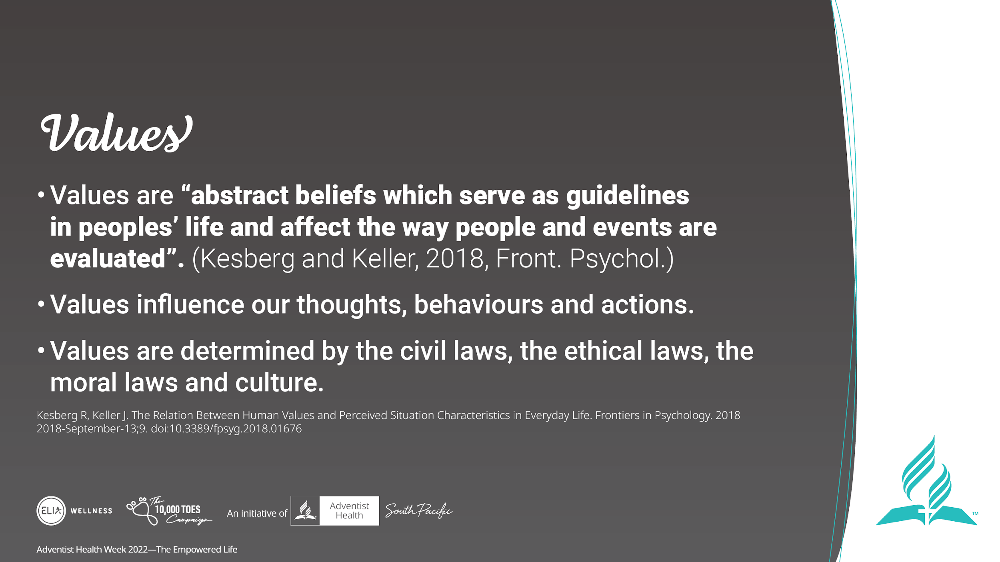 Values
• Values are “abstract beliefs which serve as guidelines
in peoples’ life and affect the way people and events are
evaluated”. (Kesberg and Keller, 2018, Front. Psychol.)
• Values influence our thoughts, behaviours and actions.
• Values are determined by the civil laws, the ethical laws, the
moral laws and culture.
Kesberg R, Keller J. The Relation Between Human Values and Perceived Situation Characteristics in Everyday Life. Frontiers in Psychology. 2018
2018-September-13;9. doi:10.3389/fpsyg.2018.01676
ELIA WELLNESS
The
10,000 TOES
Campaign
An initiative of
Adventist
Health
South Pacific
TM
Adventist Health Week 2022—The Empowered Life